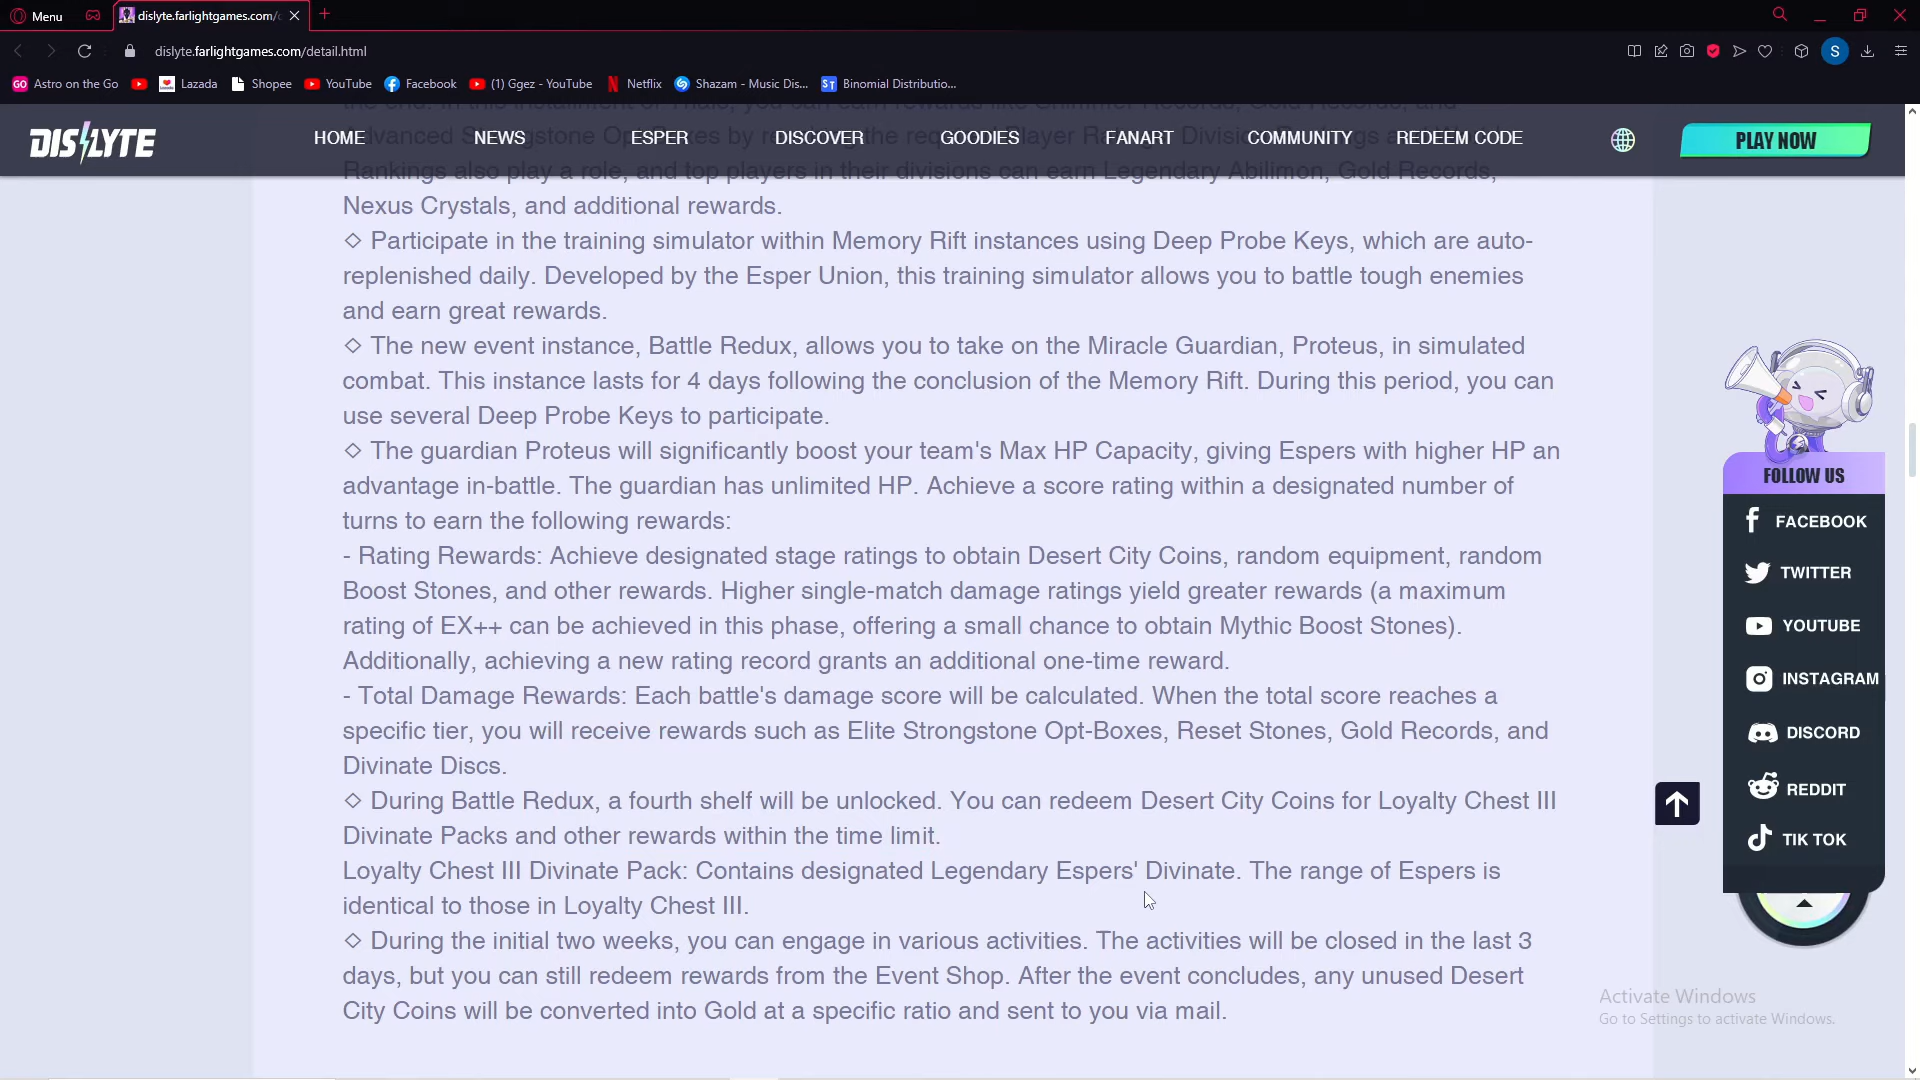 Menu
dislyte.farlightgames.com/
dislyte.farlightgames.com/detail.html
S
GO Astro on the Go
Lazada
Shopee
YouTube
Facebook
(1) Ggez - YouTube
Netflix
Shazam - Music Dis...
ST Binomial Distributio...
DISLYTE
HOME
NEWS
ESPER
DISCOVER
GOODIES
FANART
COMMUNITY
REDEEM CODE
PLAY NOW
Rankings also play a role, and top players in their divisions can earn Legendary Abilimon, Gold Records,
Nexus Crystals, and additional rewards.
◇ Participate in the training simulator within Memory Rift instances using Deep Probe Keys, which are auto-
replenished daily. Developed by the Esper Union, this training simulator allows you to battle tough enemies
and earn great rewards.
◇ The new event instance, Battle Redux, allows you to take on the Miracle Guardian, Proteus, in simulated
combat. This instance lasts for 4 days following the conclusion of the Memory Rift. During this period, you can
use several Deep Probe Keys to participate.
◇ The guardian Proteus will significantly boost your team's Max HP Capacity, giving Espers with higher HP an
advantage in-battle. The guardian has unlimited HP. Achieve a score rating within a designated number of
turns to earn the following rewards:
- Rating Rewards: Achieve designated stage ratings to obtain Desert City Coins, random equipment, random
Boost Stones, and other rewards. Higher single-match damage ratings yield greater rewards (a maximum
rating of EX++ can be achieved in this phase, offering a small chance to obtain Mythic Boost Stones).
Additionally, achieving a new rating record grants an additional one-time reward.
- Total Damage Rewards: Each battle's damage score will be calculated. When the total score reaches a
specific tier, you will receive rewards such as Elite Strongstone Opt-Boxes, Reset Stones, Gold Records, and
Divinate Discs.
◇ During Battle Redux, a fourth shelf will be unlocked. You can redeem Desert City Coins for Loyalty Chest III
Divinate Packs and other rewards within the time limit.
Loyalty Chest III Divinate Pack: Contains designated Legendary Espers' Divinate. The range of Espers is
identical to those in Loyalty Chest III.
◇ During the initial two weeks, you can engage in various activities. The activities will be closed in the last 3
days, but you can still redeem rewards from the Event Shop. After the event concludes, any unused Desert
City Coins will be converted into Gold at a specific ratio and sent to you via mail.
FOLLOW US
FACEBOOK
TWITTER
YOUTUBE
INSTAGRAM
DISCORD
REDDIT
TIK TOK
Activate Windows
Go to Settings to activate Windows.